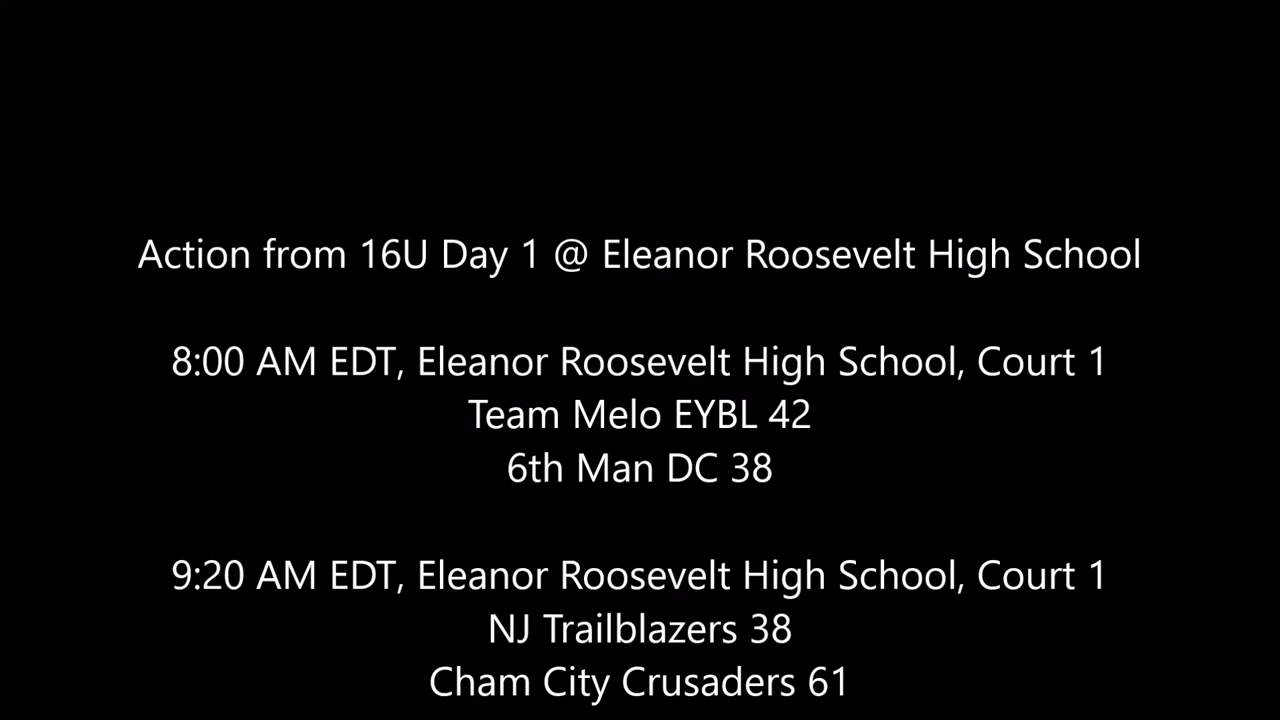 Action from 16U Day 1 @ Eleanor Roosevelt High School
8:00 AM EDT, Eleanor Roosevelt High School, Court 1
Team Melo EYBL 42
6th Man DC 38
9:20 AM EDT, Eleanor Roosevelt High School, Court 1
NJ Trailblazers 38
Cham City Crusaders 61